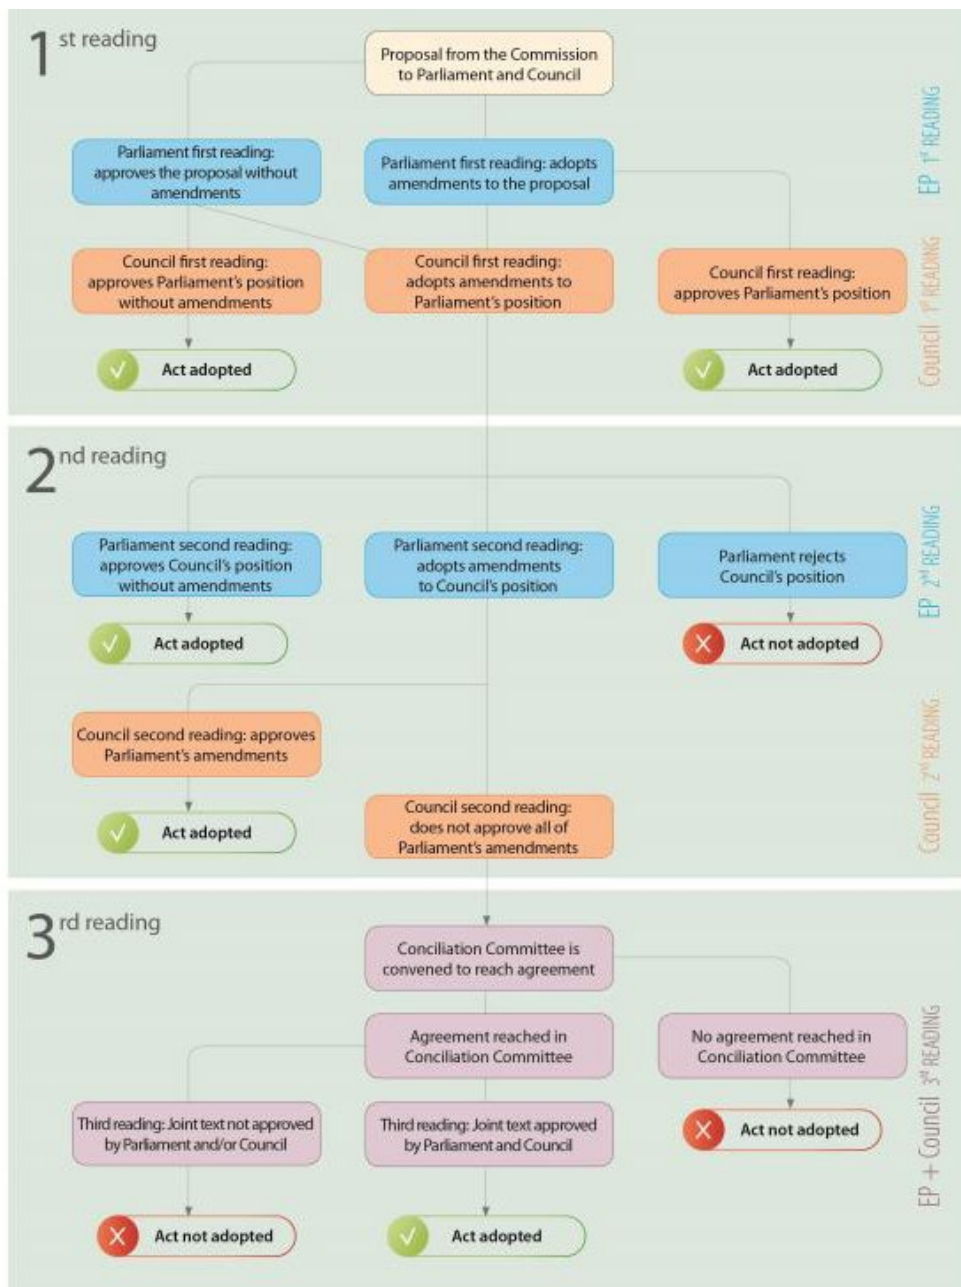 1st reading
Proposal from the Commission
to Parliament and Council
Parliament first reading:
approves the proposal without
amendments
Parliament first reading: adopts
amendments to the proposal
EP 1st READING
Council first reading:
approves Parliament's position
without amendments
Council first reading:
adopts amendments to
Parliament's position
Council first reading:
approves Parliament's position
Council 1st READING
Act adopted
Act adopted
2nd reading
Parliament second reading:
approves Council's position
without amendments
Parliament second reading:
adopts amendments
to Council's position
Parliament rejects
Council's position
EP 2nd READING
Act adopted
Act not adopted
Council second reading: approves
Parliament's amendments
Council 2nd READING
Act adopted
Council second reading:
does not approve all of
Parliament's amendments
3rd reading
Conciliation Committee is
convened to reach agreement
Agreement reached in
Conciliation Committee
No agreement reached in
Conciliation Committee
EP + Council 3rd READING
Third reading: Joint text not approved
by Parliament and/or Council
Third reading: Joint text approved
by Parliament and Council
Act not adopted
Act not adopted
Act adopted